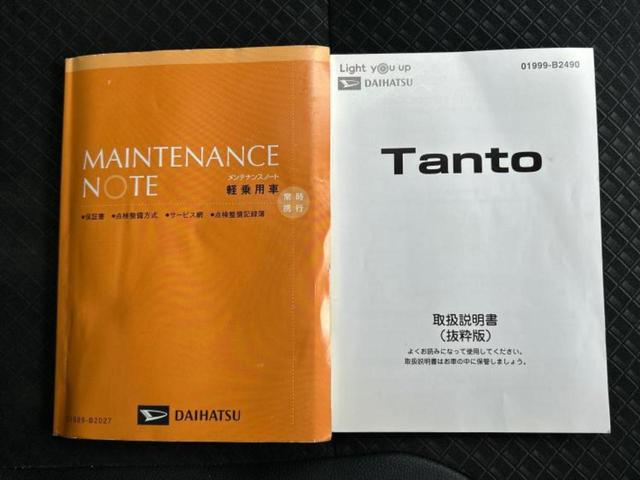 MAINTENANCE
NOTE
メンテナンスノート
軽乗用車
常時
携行
●保証書 ●点検整備方式 ●サービス網 ●点検整備記録簿
01999-B2027
DAIHATSU
Light you up
01999-B2490
DAIHATSU
Tanto
取扱説明書
（抜粋版）
よくお読みになって使用してください。
取扱説明書はお車の中に保管しましょう。